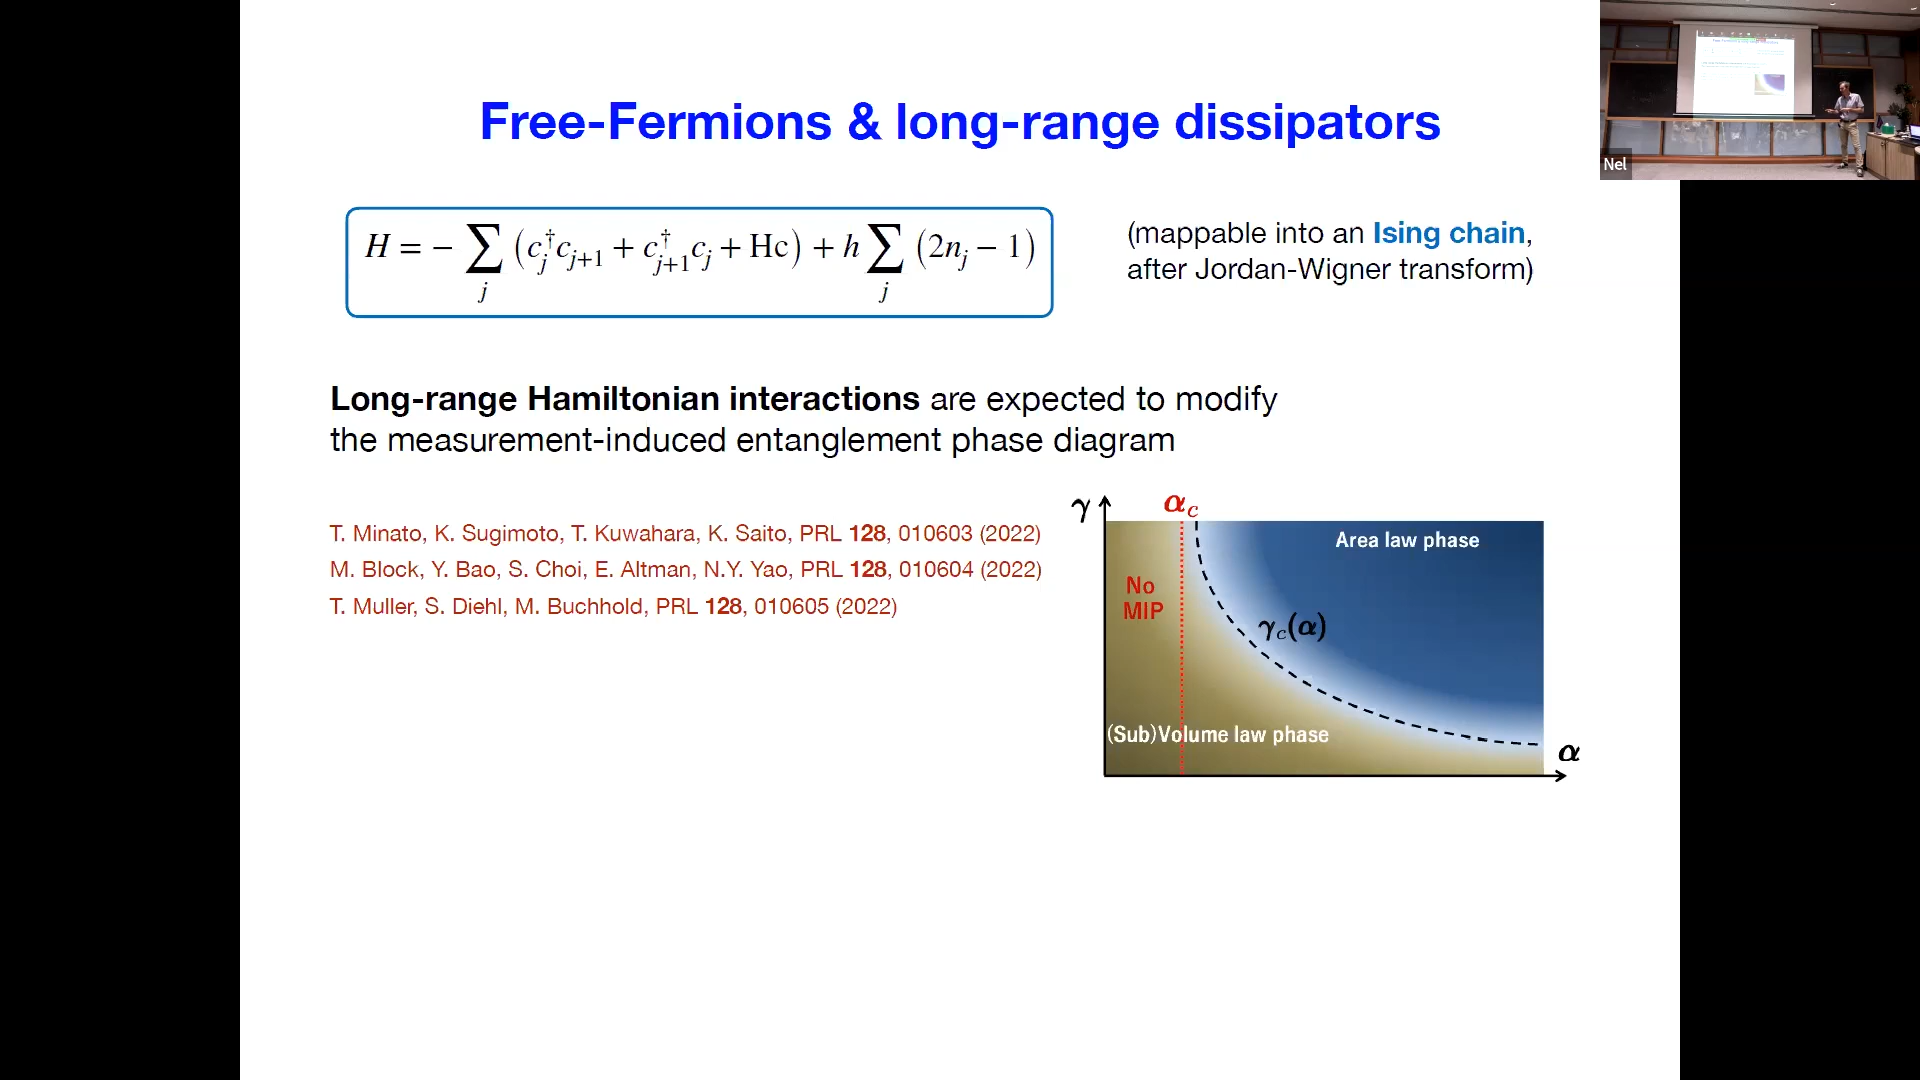 Free-Fermions & long-range dissipators
H = − ∑_j (c_j^† c_{j+1} + c_{j+1}^† c_j + Hc) + h ∑_j (2n_j − 1)
(mappable into an Ising chain,
after Jordan-Wigner transform)
Long-range Hamiltonian interactions are expected to modify
the measurement-induced entanglement phase diagram
T. Minato, K. Sugimoto, T. Kuwahara, K. Saito, PRL 128, 010603 (2022)
M. Block, Y. Bao, S. Choi, E. Altman, N.Y. Yao, PRL 128, 010604 (2022)
T. Muller, S. Diehl, M. Buchhold, PRL 128, 010605 (2022)
γ
α_c
Area law phase
No
MIP
γ_c(α)
(Sub)Volume law phase
α
Nel